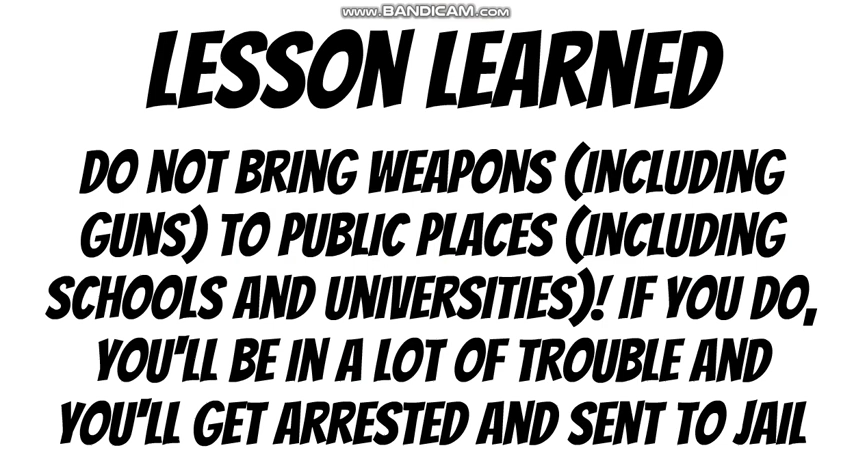 www.BANDICAM.com
LESSON LEARNED
DO NOT BRING WEAPONS (INCLUDING
GUNS) TO PUBLIC PLACES (INCLUDING
SCHOOLS AND UNIVERSITIES)! IF YOU DO,
YOU'LL BE IN A LOT OF TROUBLE AND
YOU'LL GET ARRESTED AND SENT TO JAIL